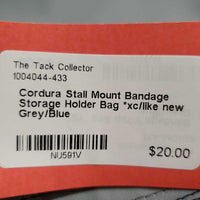 The Tack Collector
1004044-433
Cordura Stall Mount Bandage
Storage Holder Bag *xc/like new
Grey/Blue
NU591V
$20.00